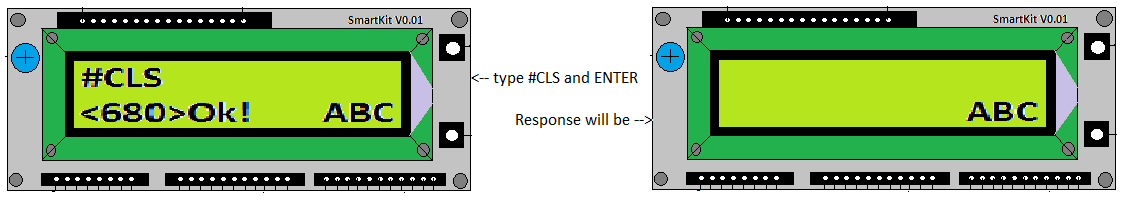 SmartKit V0.01
#CLS
<680>Ok! ABC
<-- type #CLS and ENTER
Response will be -->
SmartKit V0.01
ABC